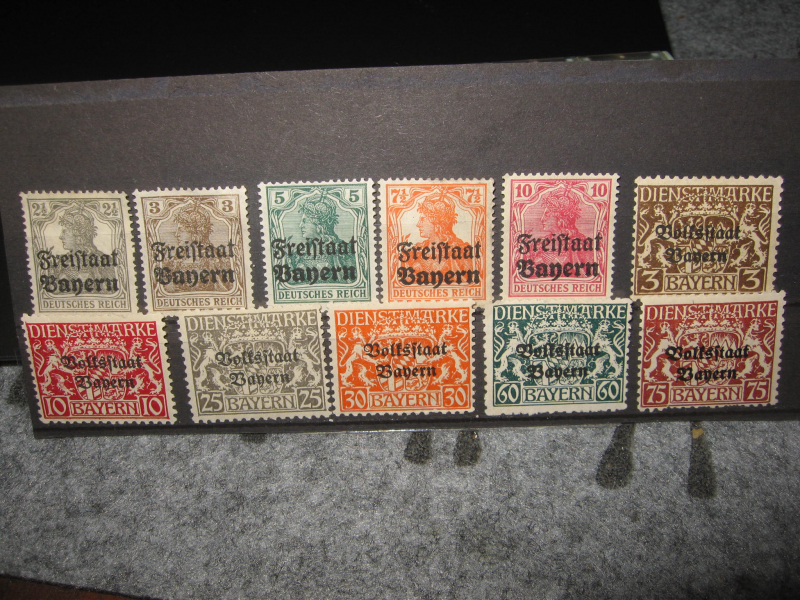 2½ 2½
Freistaat
Bayern
DEUTSCHES REICH
3 3
Freistaat
Bayern
DEUTSCHES REICH
5 5
Freistaat
Bayern
DEUTSCHES REICH
7½ 7½
Freistaat
Bayern
DEUTSCHES REICH
10 10
Freistaat
Bayern
DEUTSCHES REICH
DIENSTMARKE
Volksstaat
Bayern
3 BAYERN 3
DIENSTMARKE
Volksstaat
Bayern
10 BAYERN 10
DIENSTMARKE
Volksstaat
Bayern
25 BAYERN 25
DIENSTMARKE
Volksstaat
Bayern
30 BAYERN 30
DIENSTMARKE
Volksstaat
Bayern
60 BAYERN 60
DIENSTMARKE
Volksstaat
Bayern
75 BAYERN 75